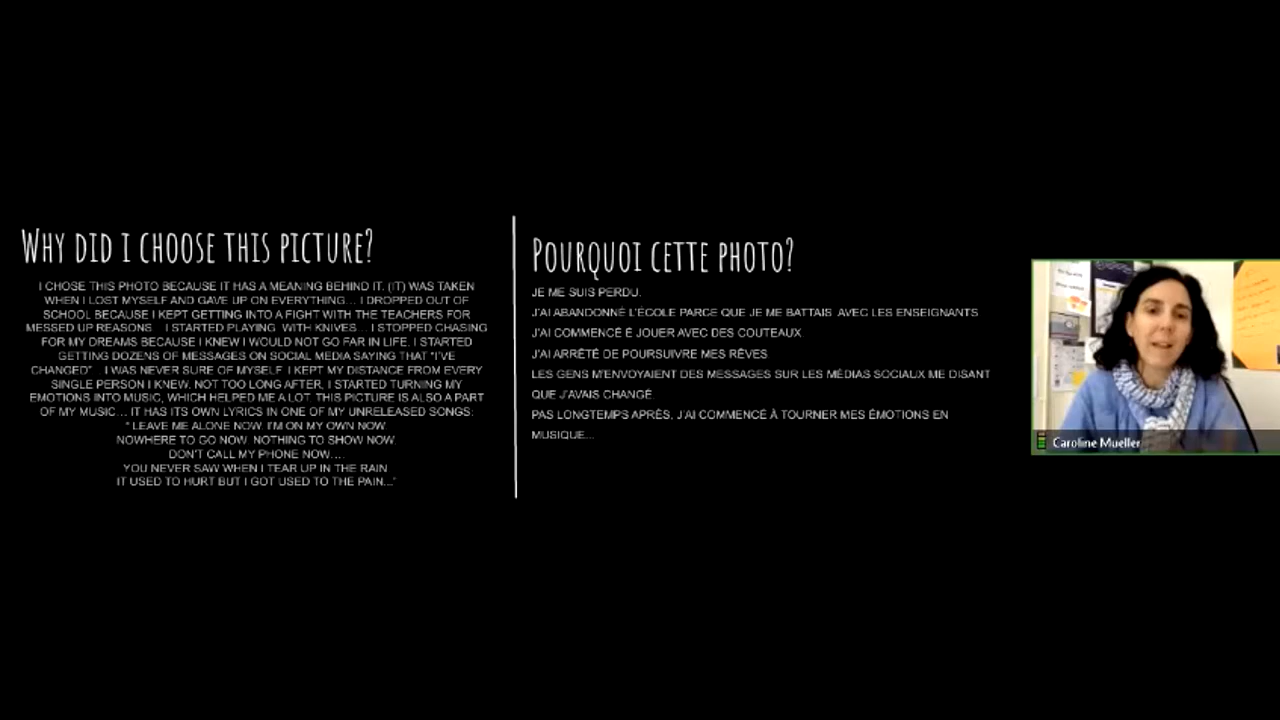 WHY DID I CHOOSE THIS PICTURE?
I CHOSE THIS PHOTO BECAUSE IT HAS A MEANING BEHIND IT. (IT) WAS TAKEN
WHEN I LOST MYSELF AND GAVE UP ON EVERYTHING... I DROPPED OUT OF
SCHOOL BECAUSE I KEPT GETTING INTO A FIGHT WITH THE TEACHERS FOR
MESSED UP REASONS... I STARTED PLAYING WITH KNIVES... I STOPPED CHASING
FOR MY DREAMS BECAUSE I KNEW I WOULD NOT GO FAR IN LIFE. I STARTED
GETTING DOZENS OF MESSAGES ON SOCIAL MEDIA SAYING THAT "I'VE
CHANGED"... I WAS NEVER SURE OF MYSELF. I KEPT MY DISTANCE FROM EVERY
SINGLE PERSON I KNEW. NOT TOO LONG AFTER, I STARTED TURNING MY
EMOTIONS INTO MUSIC, WHICH HELPED ME A LOT. THIS PICTURE IS ALSO A PART
OF MY MUSIC... IT HAS ITS OWN LYRICS IN ONE OF MY UNRELEASED SONGS:
" LEAVE ME ALONE NOW. I'M ON MY OWN NOW.
NOWHERE TO GO NOW. NOTHING TO SHOW NOW.
DON'T CALL MY PHONE NOW....
YOU NEVER SAW WHEN I TEAR UP IN THE RAIN
IT USED TO HURT BUT I GOT USED TO THE PAIN..."
POURQUOI CETTE PHOTO?
JE ME SUIS PERDU.
J'AI ABANDONNÉ L'ÉCOLE PARCE QUE JE ME BATTAIS AVEC LES ENSEIGNANTS
J'AI COMMENCÉ É JOUER AVEC DES COUTEAUX.
J'AI ARRÊTÉ DE POURSUIVRE MES RÊVES.
LES GENS M'ENVOYAIENT DES MESSAGES SUR LES MÉDIAS SOCIAUX ME DISANT
QUE J'AVAIS CHANGÉ.
PAS LONGTEMPS APRÈS, J'AI COMMENCÉ À TOURNER MES ÉMOTIONS EN
MUSIQUE...
Caroline Mueller